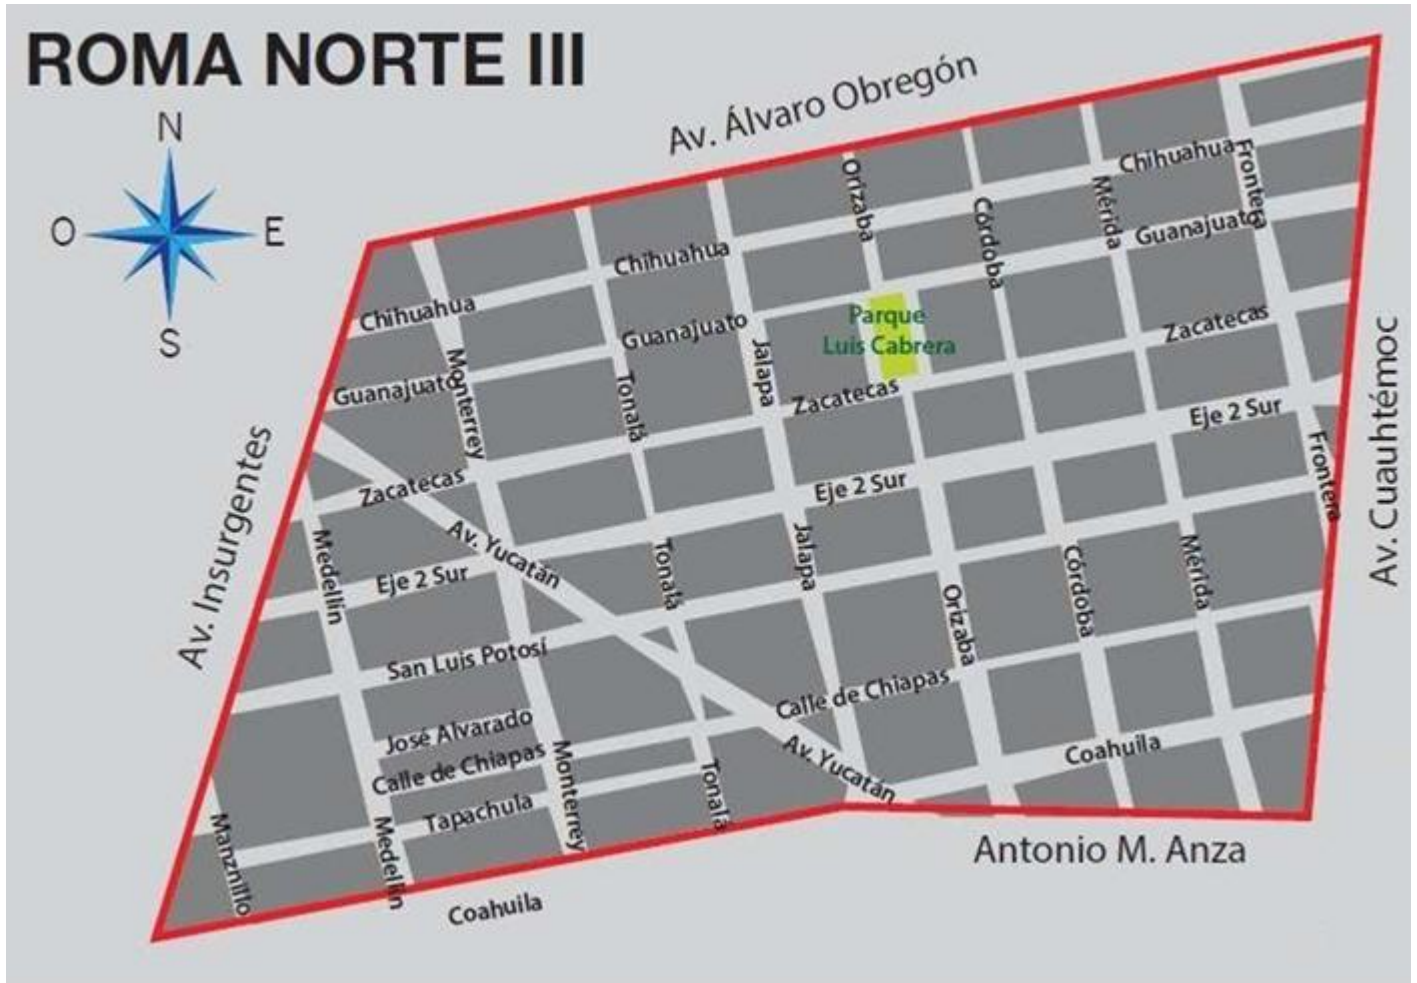 ROMA NORTE III
N
O
E
S
Av. Álvaro Obregón
Av. Insurgentes
Av. Cuauhtémoc
Antonio M. Anza
Coahuila
Chihuahua
Chihuahua
Chihuahua
Guanajuato
Guanajuato
Guanajuato
Parque
Luis Cabrera
Zacatecas
Zacatecas
Zacatecas
Eje 2 Sur
Eje 2 Sur
Eje 2 Sur
San Luis Potosí
José Alvarado
Calle de Chiapas
Calle de Chiapas
Tapachula
Coahuila
Av. Yucatán
Av. Yucatán
Manznillo
Medellín
Medellín
Monterrey
Monterrey
Tonalá
Tonalá
Tonalá
Jalapa
Jalapa
Orizaba
Orizaba
Córdoba
Córdoba
Mérida
Mérida
Frontera
Frontera